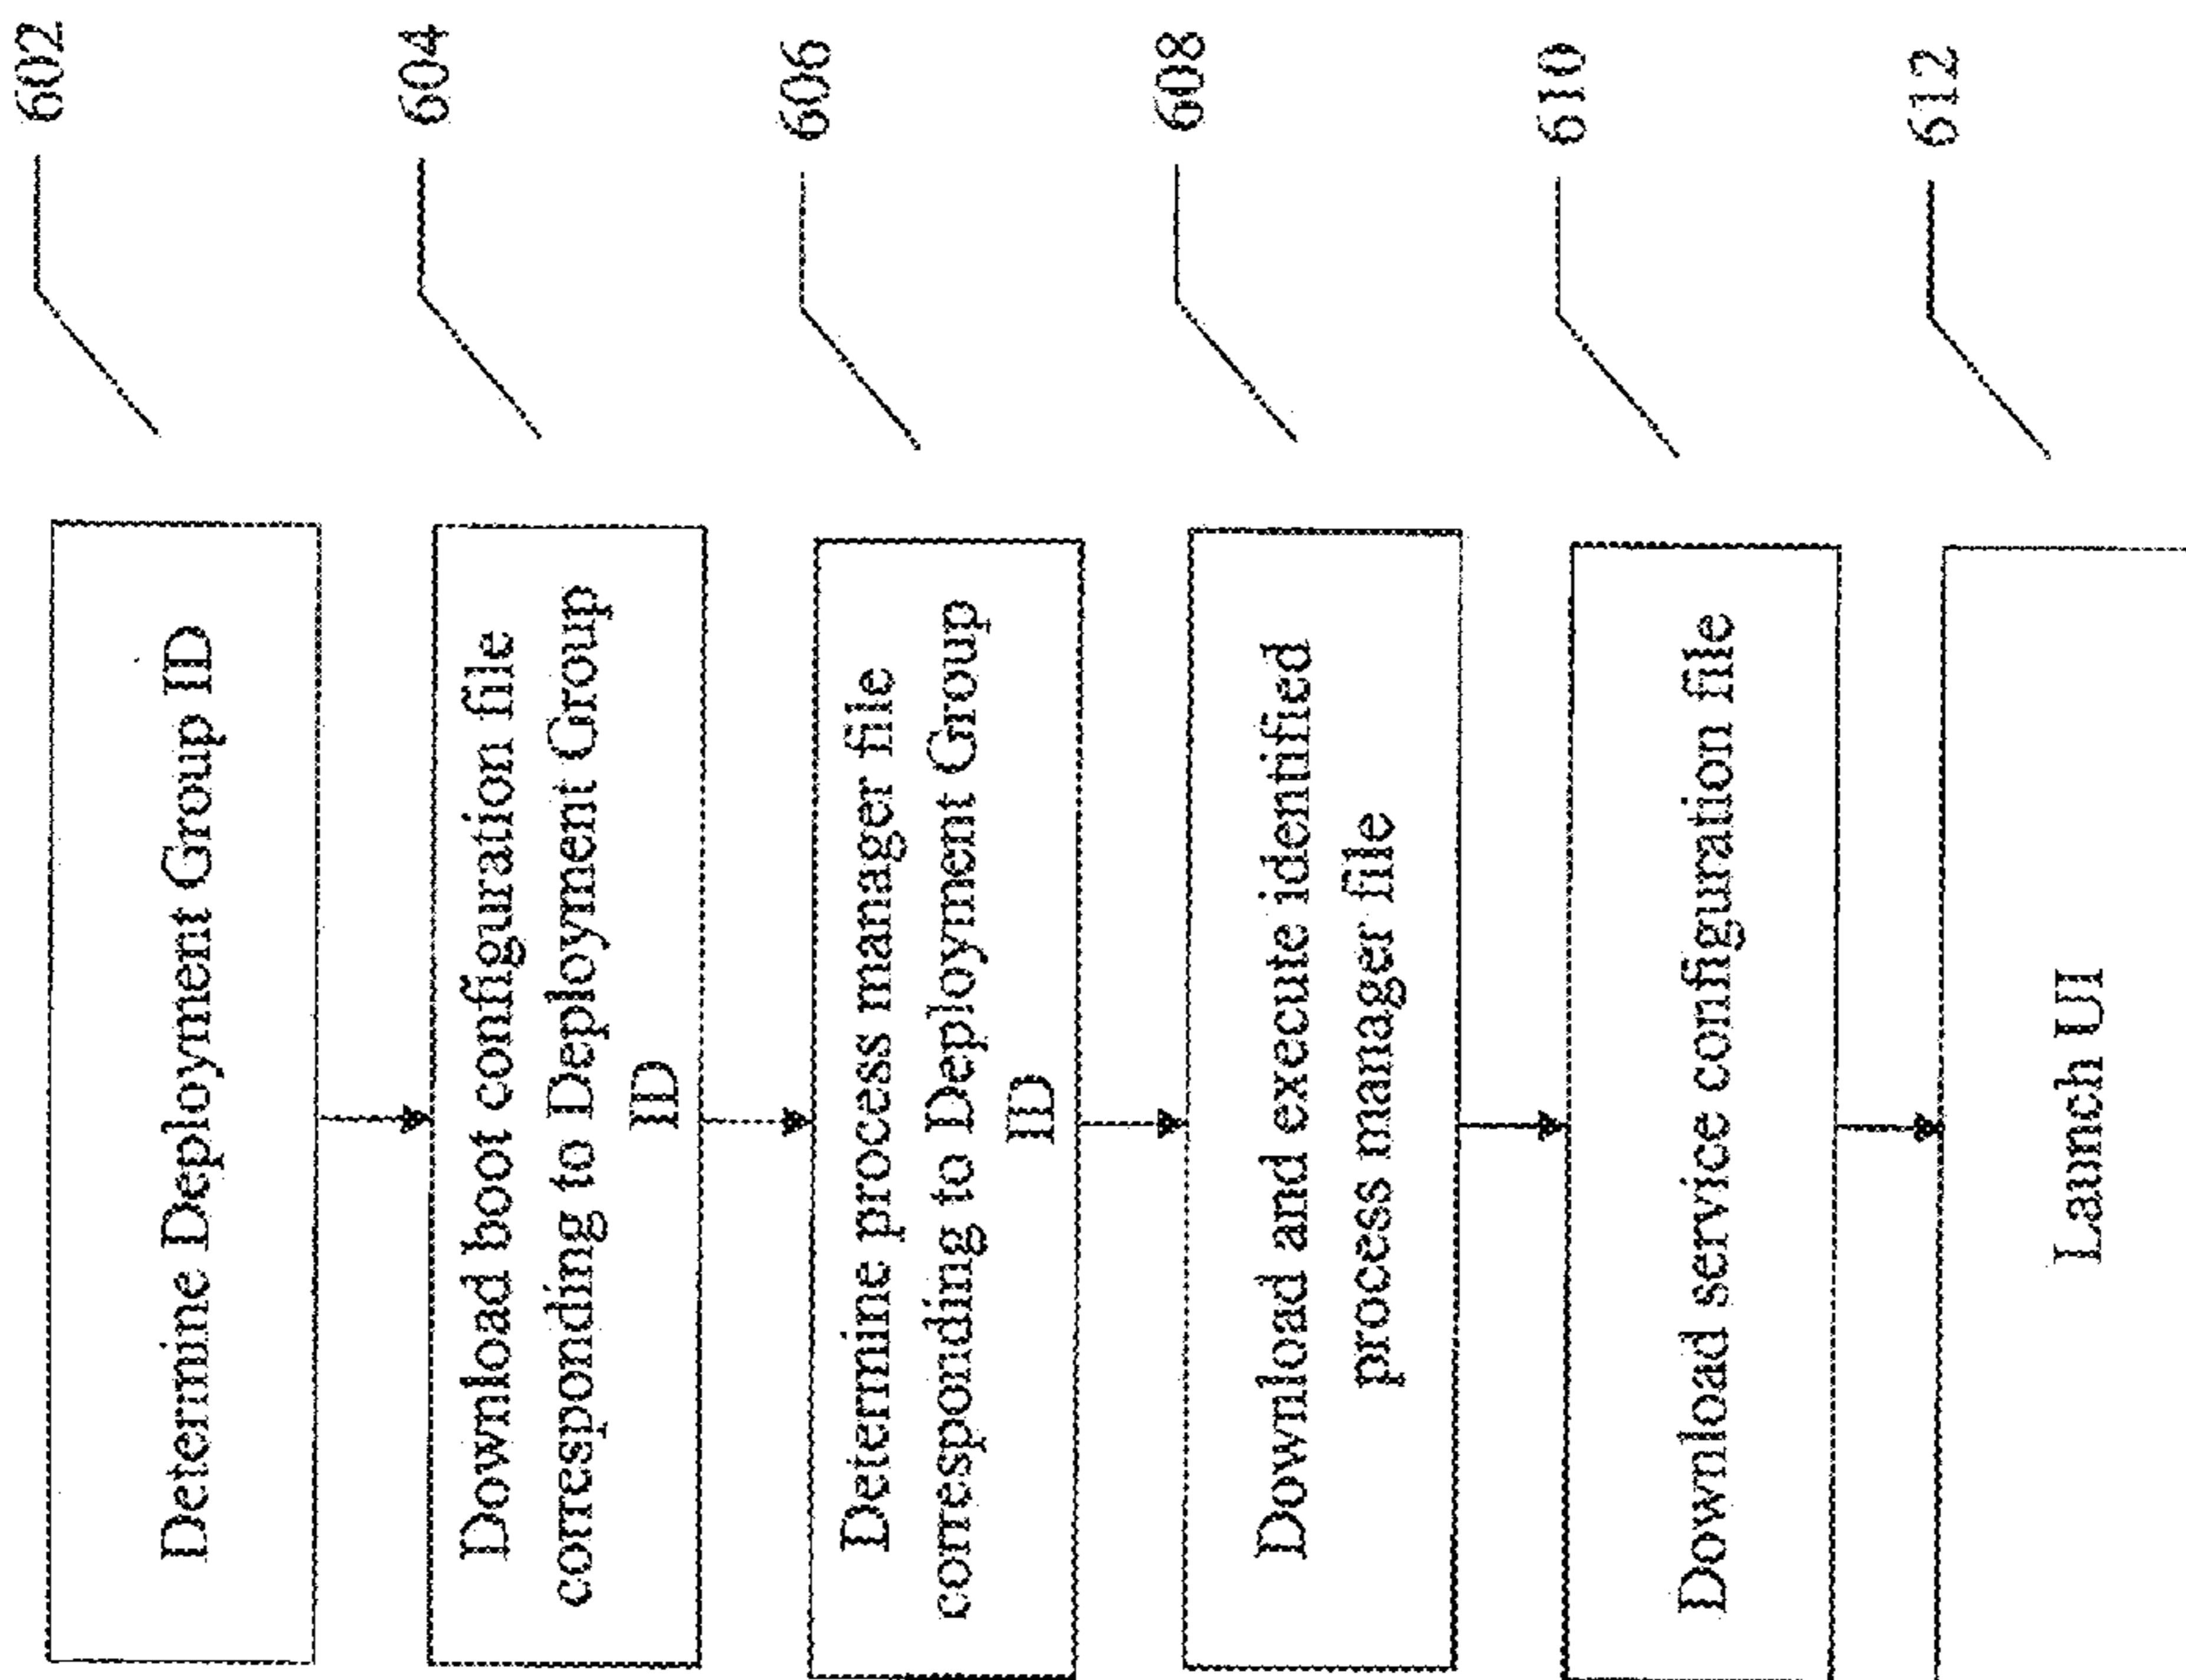 Determine Deployment Group ID
602
Download boot configuration file
corresponding to Deployment Group
ID
604
Determine process manager file
corresponding to Deployment Group
ID
606
Download and execute identified
process manager file
608
Download service configuration file
610
Launch UI
612